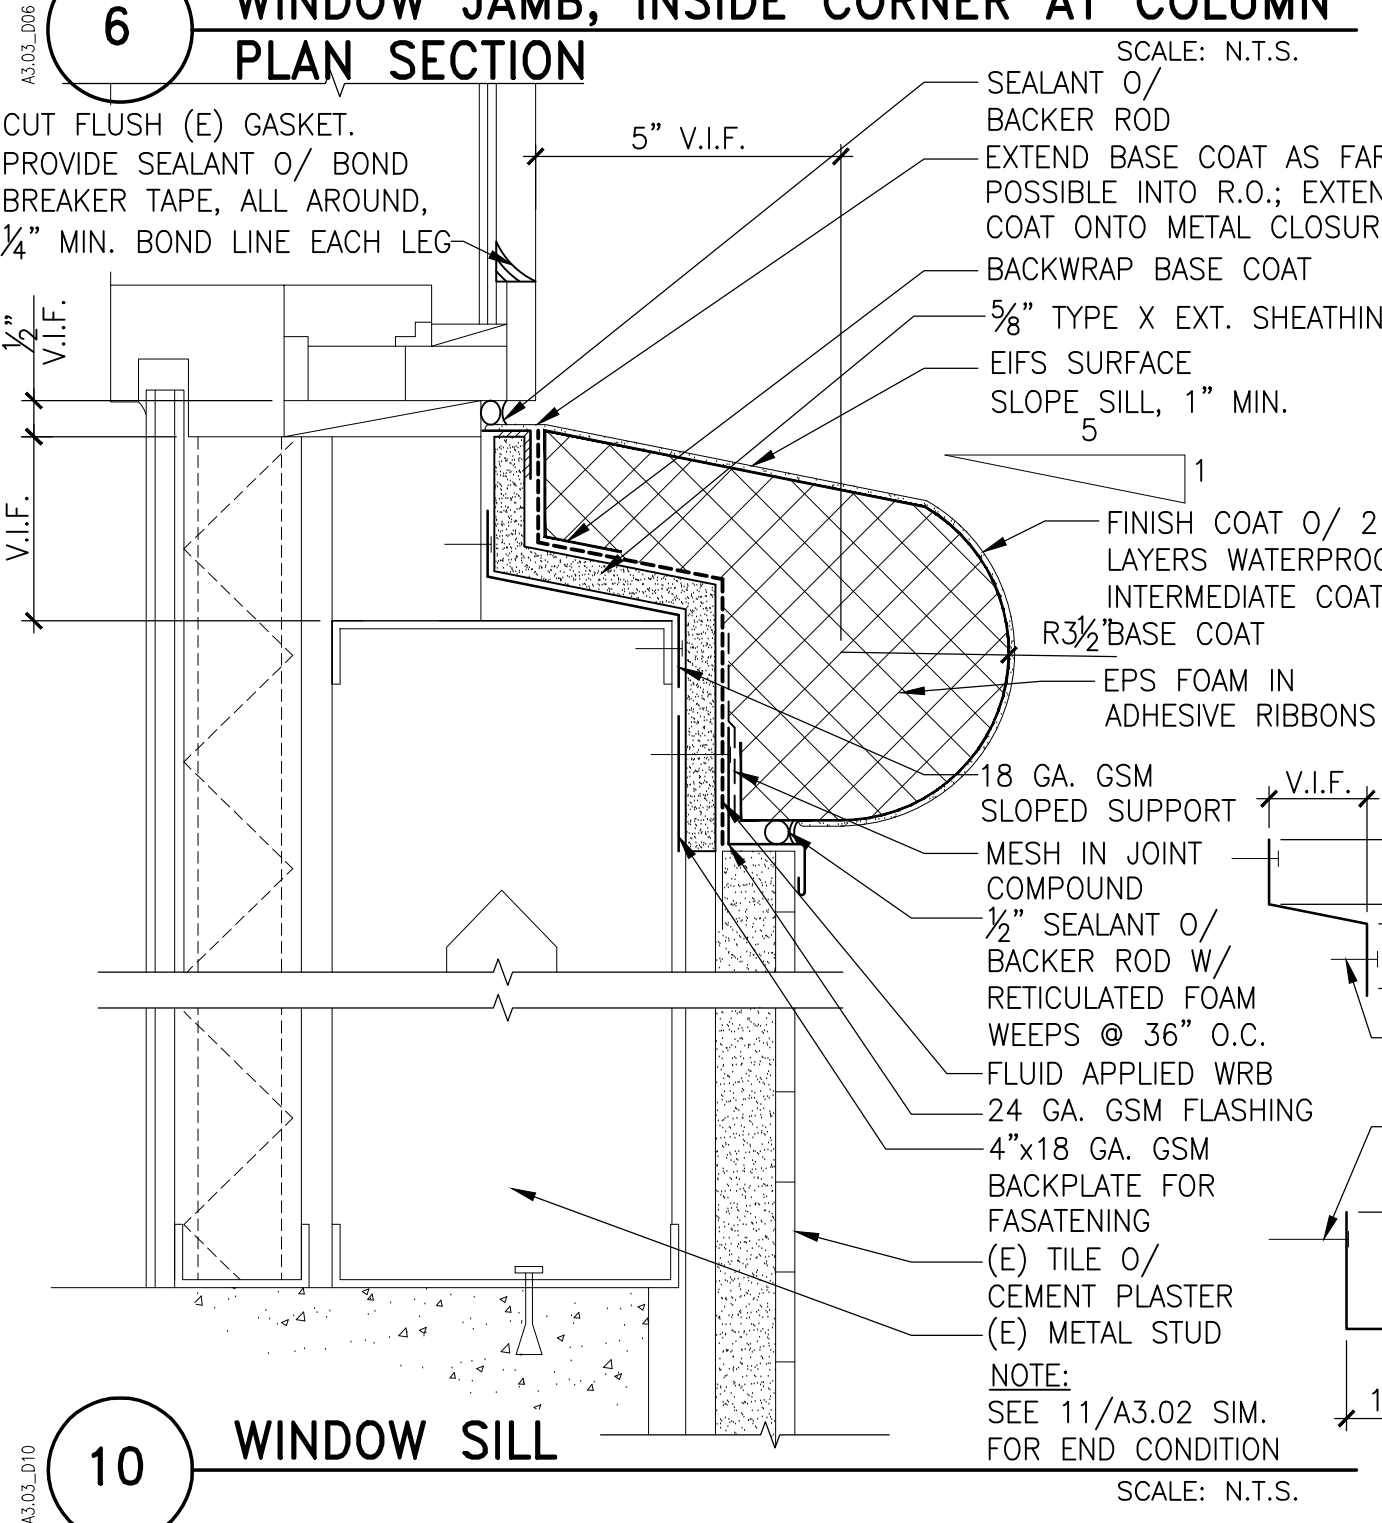 WINDOW JAMB, INSIDE CORNER AT COLUMN
6
A3.03_D06
PLAN SECTION
SCALE: N.T.S.
CUT FLUSH (E) GASKET.
PROVIDE SEALANT O/ BOND
BREAKER TAPE, ALL AROUND,
1/4" MIN. BOND LINE EACH LEG
5" V.I.F.
1/2"
V.I.F.
V.I.F.
SEALANT O/
BACKER ROD
EXTEND BASE COAT AS FAR
POSSIBLE INTO R.O.; EXTEN
COAT ONTO METAL CLOSUR
BACKWRAP BASE COAT
5/8" TYPE X EXT. SHEATHIN
EIFS SURFACE
SLOPE SILL, 1" MIN.
5
1
FINISH COAT O/ 2
LAYERS WATERPROO
INTERMEDIATE COAT
BASE COAT
R3 1/2"
EPS FOAM IN
ADHESIVE RIBBONS
18 GA. GSM
SLOPED SUPPORT
V.I.F.
MESH IN JOINT
COMPOUND
1/2" SEALANT O/
BACKER ROD W/
RETICULATED FOAM
WEEPS @ 36" O.C.
FLUID APPLIED WRB
24 GA. GSM FLASHING
4"x18 GA. GSM
BACKPLATE FOR
FASATENING
(E) TILE O/
CEMENT PLASTER
(E) METAL STUD
NOTE:
SEE 11/A3.02 SIM.
FOR END CONDITION
1
10
A3.03_D10
WINDOW SILL
SCALE: N.T.S.